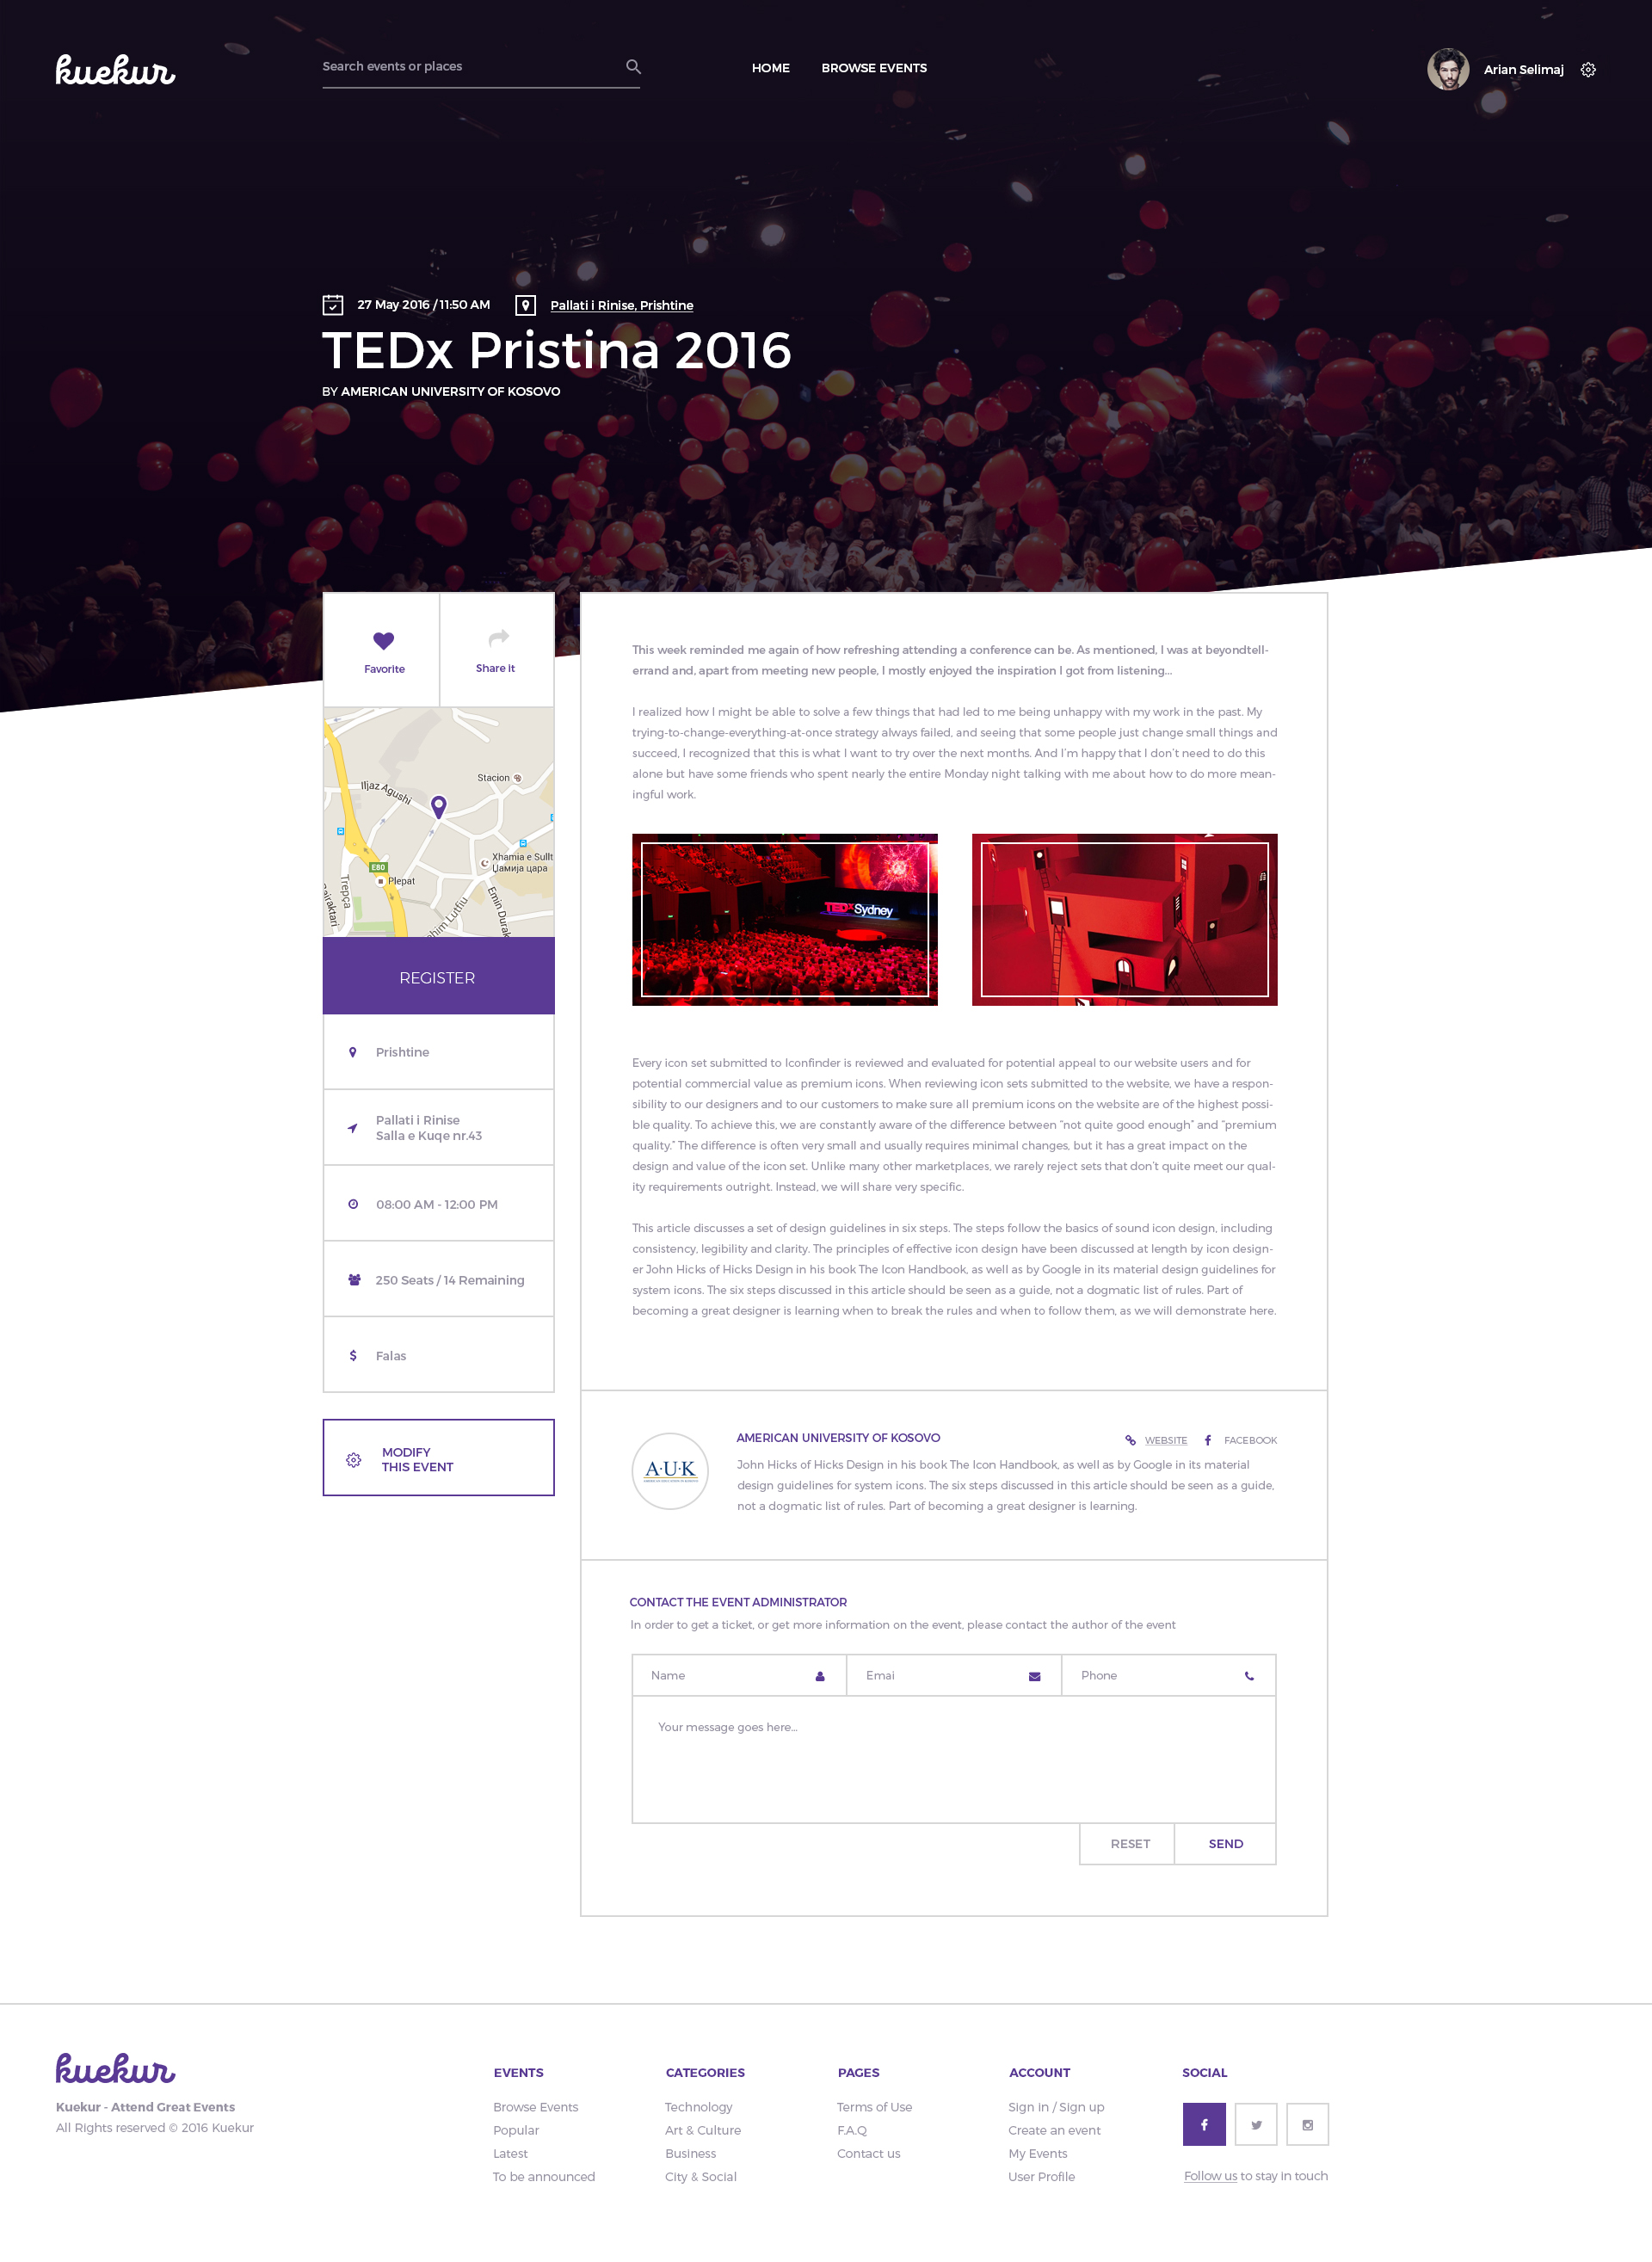 kuekur
Search events or places
HOME
BROWSE EVENTS
Arian Selimaj
27 May 2016 / 11:50 AM
Pallati i Rinise, Prishtine
TEDx Pristina 2016
BY AMERICAN UNIVERSITY OF KOSOVO
Favorite
Share it
Iljaz Agushi
Stacion
Xhamia e Sullt
Џамија цара
E80
Plepat
Trepça
Emin Durak
REGISTER
Prishtine
Pallati i Rinise
Salla e Kuqe nr.43
08:00 AM - 12:00 PM
250 Seats / 14 Remaining
Falas
MODIFY
THIS EVENT
This week reminded me again of how refreshing attending a conference can be. As mentioned, I was at beyondtell-
errand and, apart from meeting new people, I mostly enjoyed the inspiration I got from listening...
I realized how I might be able to solve a few things that had led to me being unhappy with my work in the past. My
trying-to-change-everything-at-once strategy always failed, and seeing that some people just change small things and
succeed, I recognized that this is what I want to try over the next months. And I'm happy that I don't need to do this
alone but have some friends who spent nearly the entire Monday night talking with me about how to do more mean-
ingful work.
TEDx Sydney
Every icon set submitted to Iconfinder is reviewed and evaluated for potential appeal to our website users and for
potential commercial value as premium icons. When reviewing icon sets submitted to the website, we have a respon-
sibility to our designers and to our customers to make sure all premium icons on the website are of the highest possi-
ble quality. To achieve this, we are constantly aware of the difference between "not quite good enough" and "premium
quality." The difference is often very small and usually requires minimal changes, but it has a great impact on the
design and value of the icon set. Unlike many other marketplaces, we rarely reject sets that don't quite meet our qual-
ity requirements outright. Instead, we will share very specific.
This article discusses a set of design guidelines in six steps. The steps follow the basics of sound icon design, including
consistency, legibility and clarity. The principles of effective icon design have been discussed at length by icon design-
er John Hicks of Hicks Design in his book The Icon Handbook, as well as by Google in its material design guidelines for
system icons. The six steps discussed in this article should be seen as a guide, not a dogmatic list of rules. Part of
becoming a great designer is learning when to break the rules and when to follow them, as we will demonstrate here.
A·U·K
AMERICAN UNIVERSITY OF KOSOVO
WEBSITE
FACEBOOK
John Hicks of Hicks Design in his book The Icon Handbook, as well as by Google in its material
design guidelines for system icons. The six steps discussed in this article should be seen as a guide,
not a dogmatic list of rules. Part of becoming a great designer is learning.
CONTACT THE EVENT ADMINISTRATOR
In order to get a ticket, or get more information on the event, please contact the author of the event
Name
Emai
Phone
Your message goes here...
RESET
SEND
kuekur
Kuekur - Attend Great Events
All Rights reserved © 2016 Kuekur
EVENTS
Browse Events
Popular
Latest
To be announced
CATEGORIES
Technology
Art & Culture
Business
City & Social
PAGES
Terms of Use
F.A.Q
Contact us
ACCOUNT
Sign in / Sign up
Create an event
My Events
User Profile
SOCIAL
Follow us to stay in touch